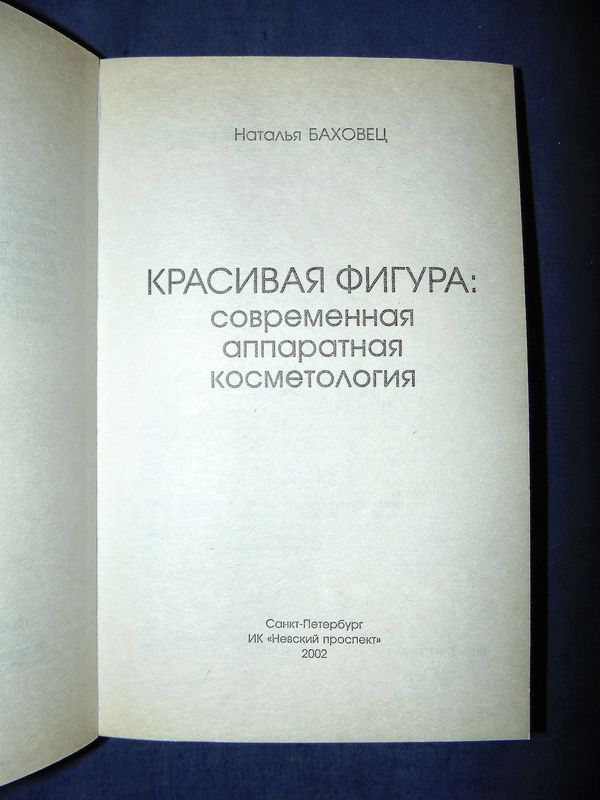 Наталья БАХОВЕЦ
КРАСИВАЯ ФИГУРА:
современная
аппаратная
косметология
Санкт-Петербург
ИК «Невский проспект»
2002